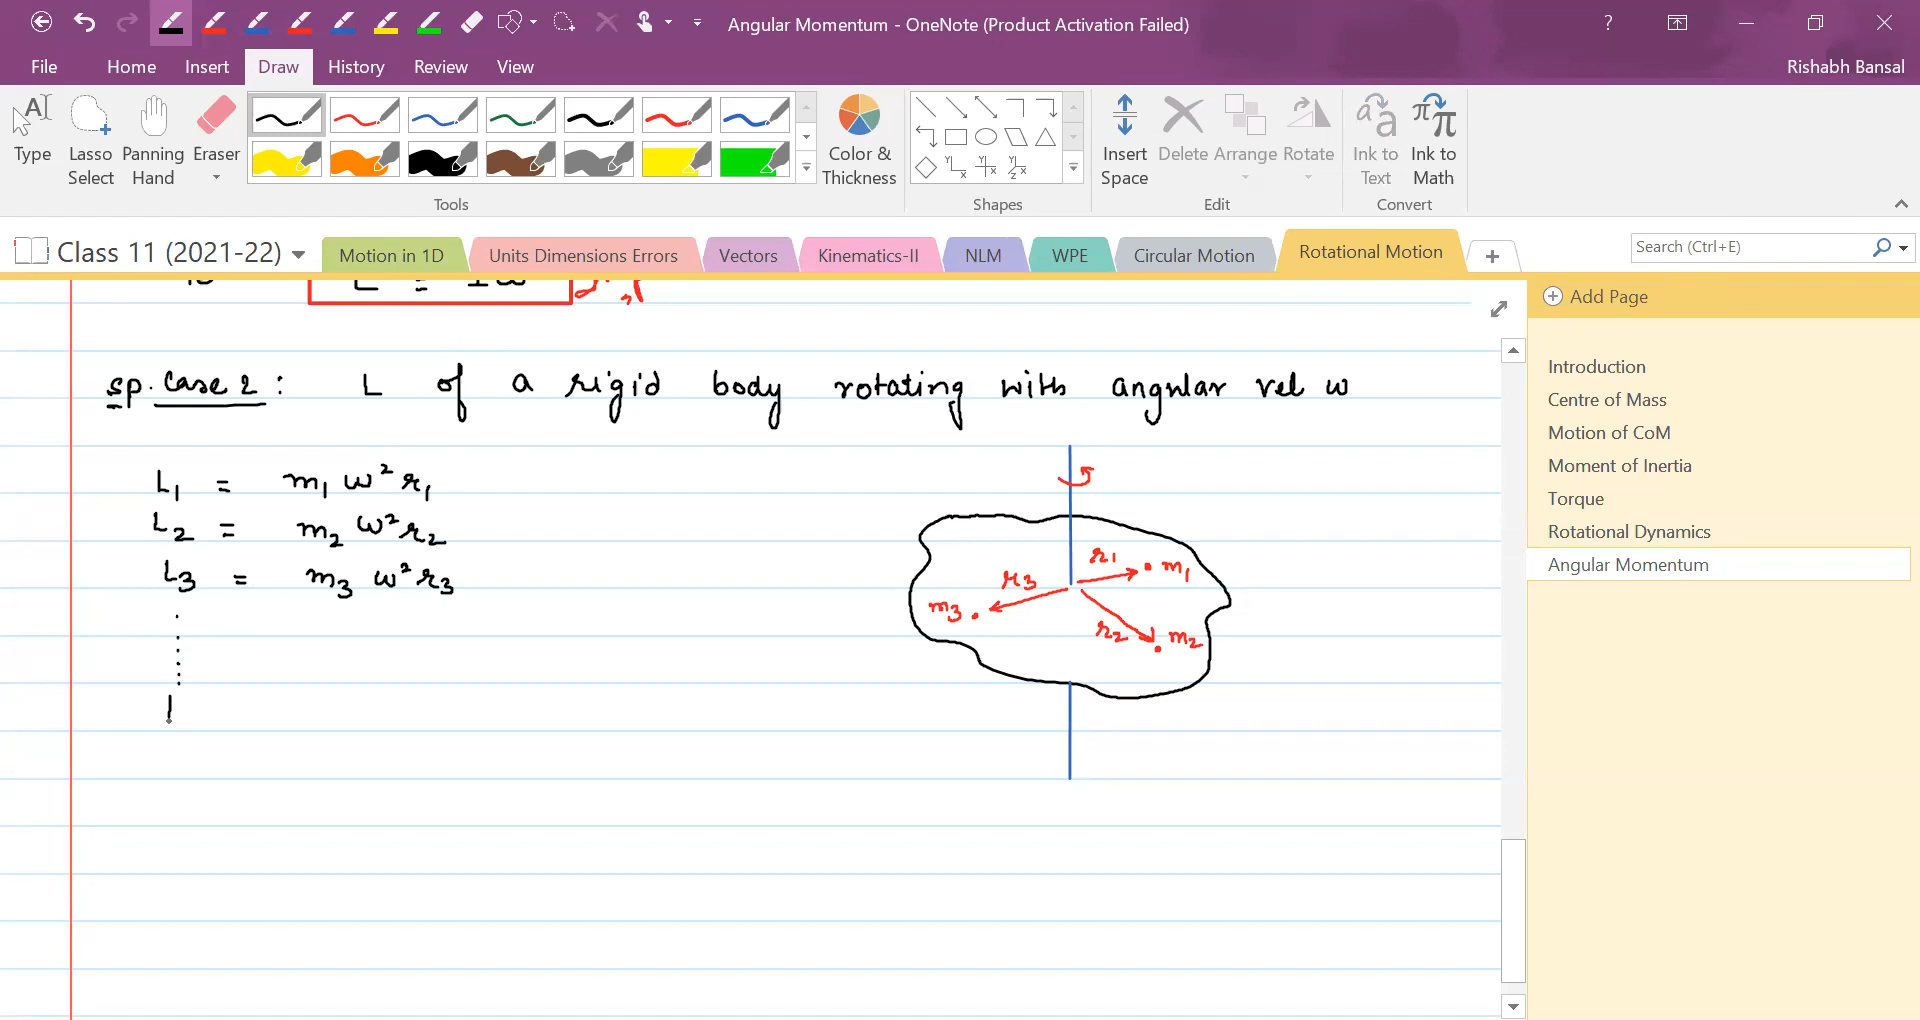 Angular Momentum - OneNote (Product Activation Failed)
?
File
Home
Insert
Draw
History
Review
View
Rishabh Bansal
Type
Lasso Select
Panning Hand
Eraser
Color & Thickness
Insert Space
Delete
Arrange
Rotate
Ink to Text
Ink to Math
Tools
Shapes
Edit
Convert
Class 11 (2021-22)
Motion in 1D
Units Dimensions Errors
Vectors
Kinematics-II
NLM
WPE
Circular Motion
Rotational Motion
Search (Ctrl+E)
Add Page
Introduction
Centre of Mass
Motion of CoM
Moment of Inertia
Torque
Rotational Dynamics
Angular Momentum
L = Iω
sp. Case 2 : L of a rigid body rotating with angular vel ω
L₁ = m₁ ω² r₁
L₂ = m₂ ω² r₂
L₃ = m₃ ω² r₃
r₁ m₁
r₃
m₃
r₂ m₂